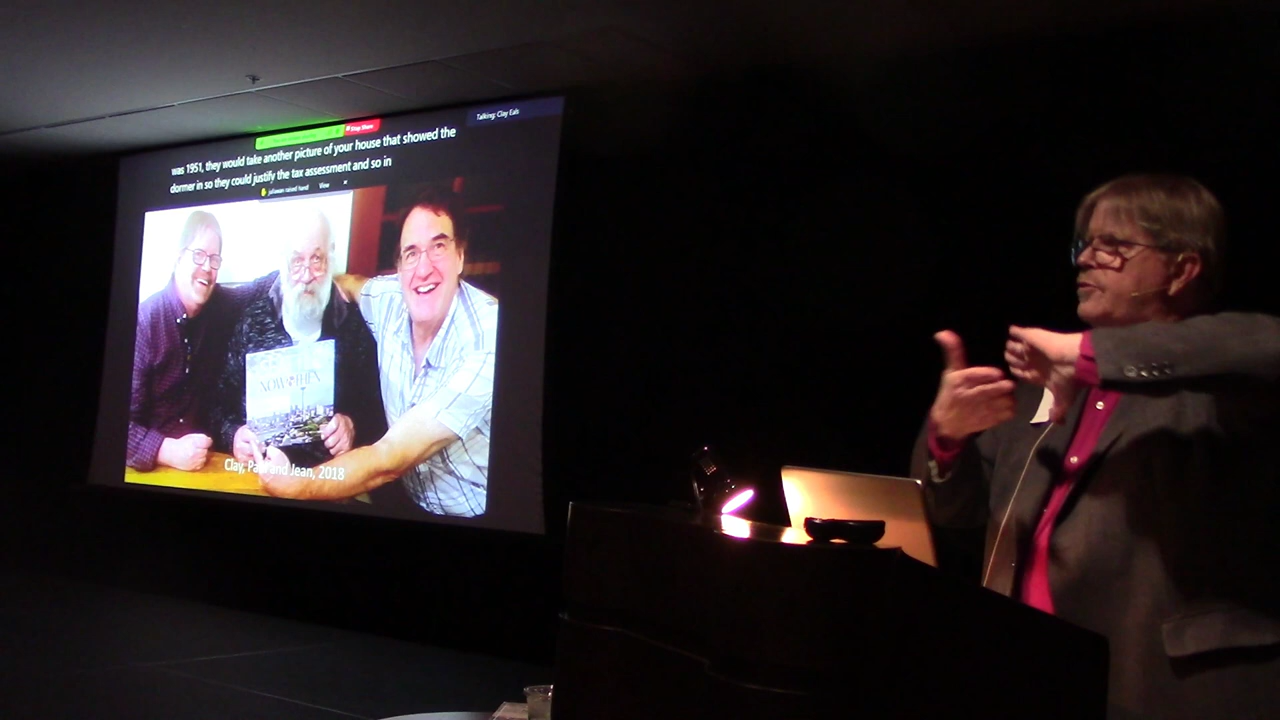 Talking: Clay Eals
Stop Share
was 1951, they would take another picture of your house that showed the
dormer in so they could justify the tax assessment and so in
raised hand View
NOW & THEN
Clay, Paul and Jean, 2018